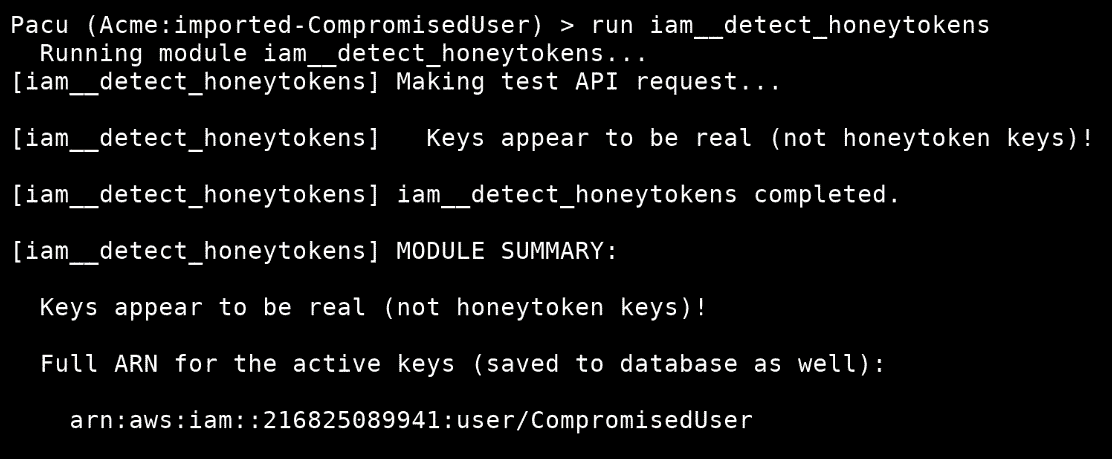 Pacu (Acme:imported-CompromisedUser) > run iam__detect_honeytokens
Running module iam__detect_honeytokens...
[iam__detect_honeytokens] Making test API request...
[iam__detect_honeytokens] Keys appear to be real (not honeytoken keys)!
[iam__detect_honeytokens] iam__detect_honeytokens completed.
[iam__detect_honeytokens] MODULE SUMMARY:
Keys appear to be real (not honeytoken keys)!
Full ARN for the active keys (saved to database as well):
arn:aws:iam::216825089941:user/CompromisedUser